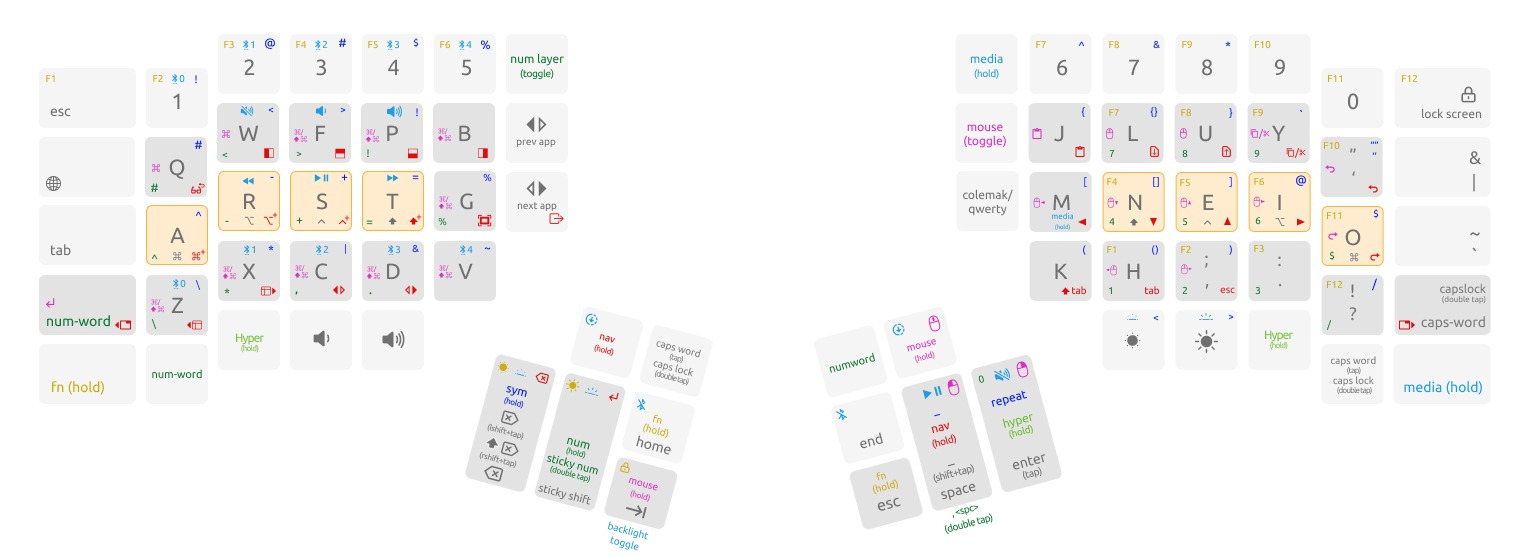 F1
esc
F2 0 !
1
F3 1 @
2
F4 2 #
3
F5 3 $
4
F6 4 %
5
num layer
(toggle)
#
⌘ Q
#
<
⌘ W
<
>
⌘/ F
⌘
>
!
⌘/ P
⌘
!
⌘/ B
⌘
prev app
tab
^
A
^ ⌘ ⌘+
-
R
- ⌥ ⌥+
+
S
+ ^ ^+
=
T
=
%
⌘/ G
⌘
%
next app
num-word
0 \
⌘/ Z
⌘
\
1 *
⌘/ X
⌘
*
2 |
⌘/ C
⌘
,
3 &
⌘/ D
⌘
.
4 ~
⌘/ V
⌘
fn (hold)
num-word
Hyper
(hold)
nav
(hold)
caps word
(tap)
caps lock
(double tap)
sym
(hold)
(lshift+tap)
(rshift+tap)
num
(hold)
sticky num
(double tap)
sticky shift
fn
(hold)
home
mouse
(hold)
backlight
toggle
media
(hold)
F7 ^
6
F8 &
7
F9 *
8
F10
9
F11
0
F12
lock screen
mouse
(toggle)
{
J
{}
L
7
}
U
8
`
Y
9
F10 "" "
"
'
&
|
colemak/
qwerty
[
M
media
(hold)
F4 []
N
4
F5 ]
E
5 ^
F6 @
I
6 ⌥
F11 $
O
$ ⌘
~
`
(
K
tab
F1 ()
H
1 tab
F2 )
;
,
2 esc
F3
:
.
3
F12 /
!
?
/
capslock
(double tap)
caps-word
<
>
Hyper
(hold)
caps word
(tap)
caps lock
(double tap)
media (hold)
numword
mouse
(hold)
end
fn
(hold)
esc
_
nav
(hold)
_
(shift+tap)
space
. <spc>
(double tap)
0
repeat
hyper
(hold)
enter
(tap)